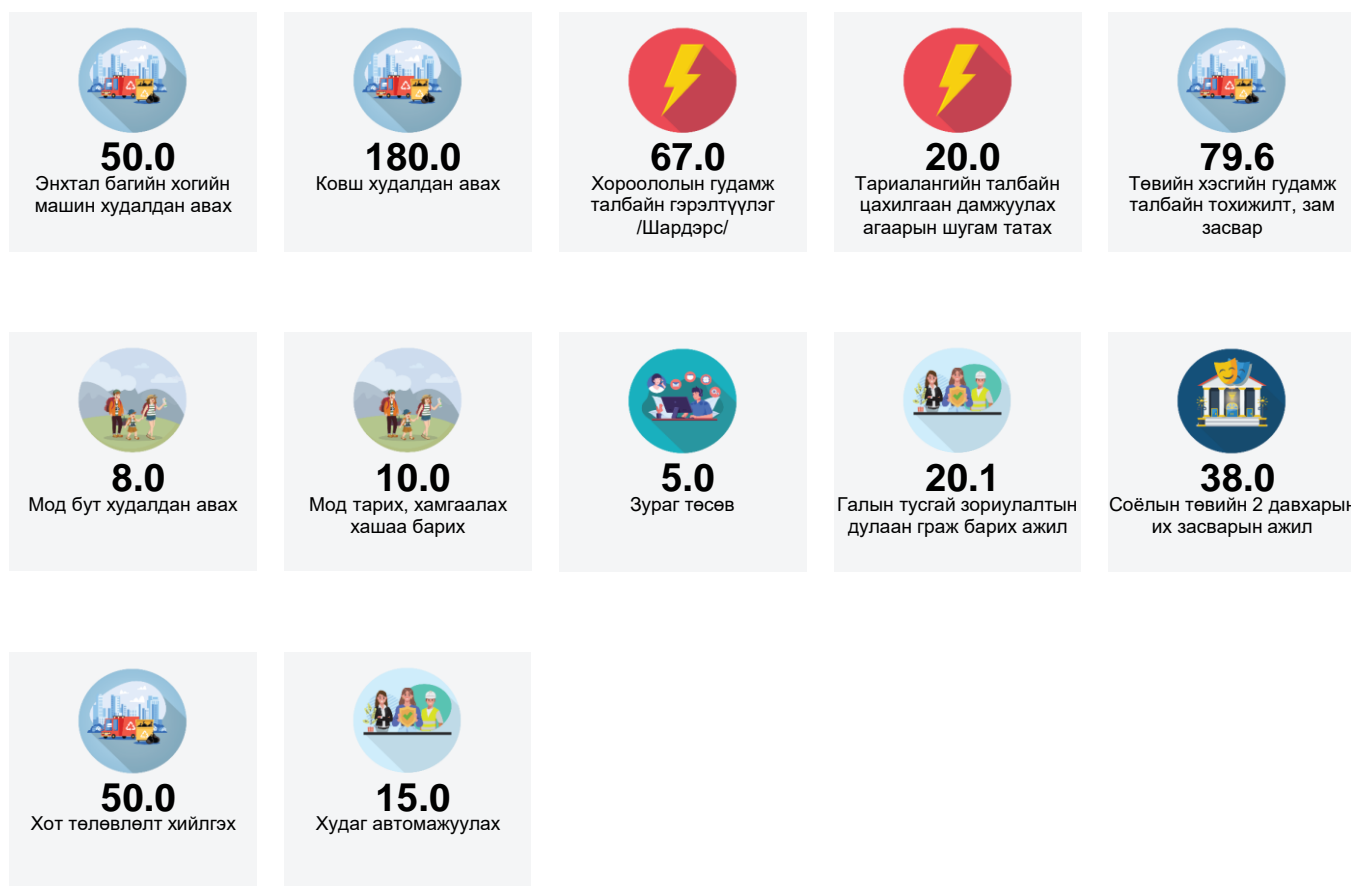 50.0
Энхтал багийн хогийн
машин худалдан авах
180.0
Ковш худалдан авах
67.0
Хороололын гудамж
талбайн гэрэлтүүлэг
/Шардэрс/
20.0
Тариалангийн талбайн
цахилгаан дамжуулах
агаарын шугам татах
79.6
Төвийн хэсгийн гудамж
талбайн тохижилт, зам
засвар
8.0
Мод бут худалдан авах
10.0
Мод тарих, хамгаалах
хашаа барих
5.0
Зураг төсөв
20.1
Галын тусгай зориулалтын
дулаан граж барих ажил
38.0
Соёлын төвийн 2 давхарын
их засварын ажил
50.0
Хот төлөвлөлт хийлгэх
15.0
Худаг автомажуулах